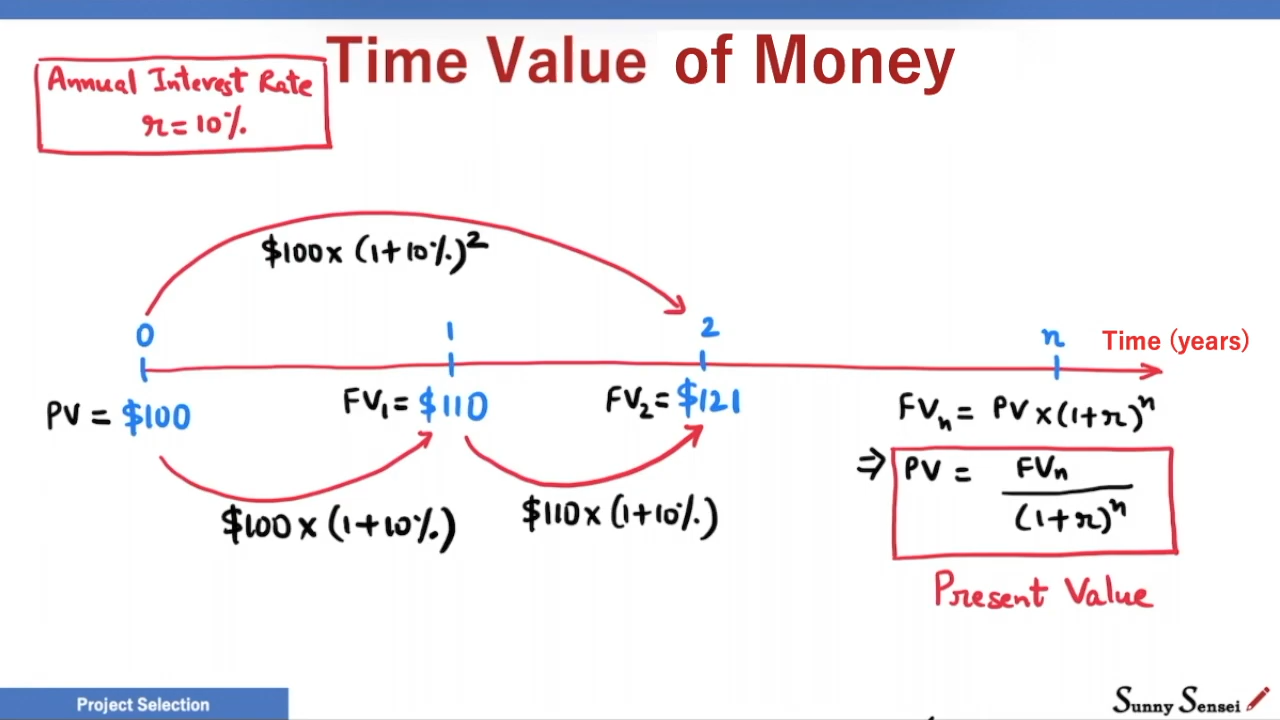 Time Value of Money
Annual Interest Rate
r = 10%
$100 x (1+10%)²
0
1
2
n
Time (years)
PV = $100
FV₁ = $110
FV₂ = $121
FVₙ = PV x (1+r)ⁿ
$100 x (1+10%)
$110 x (1+10%)
⇒ PV = FVₙ
(1+r)ⁿ
Present Value
Project Selection
Sunny Sensei